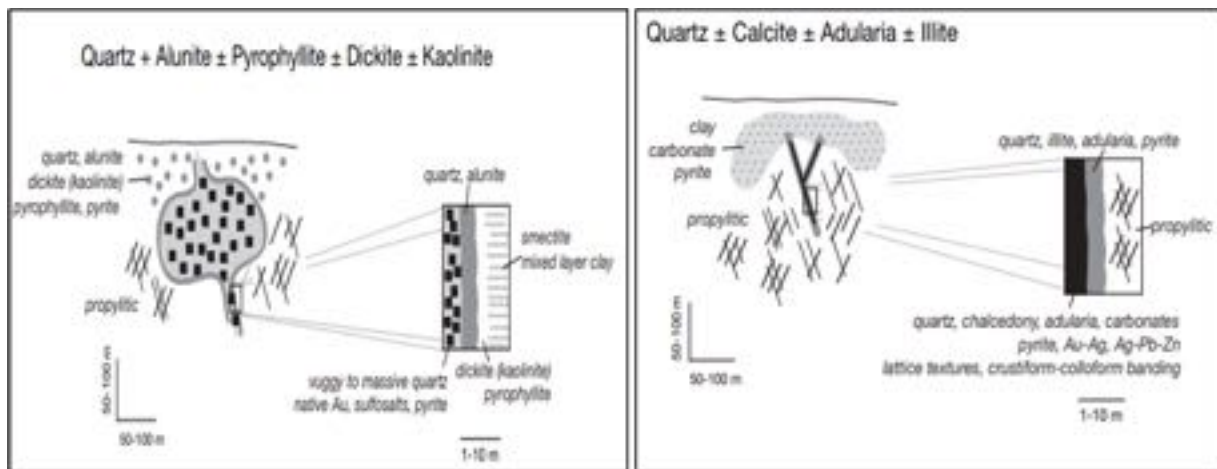 Quartz + Alunite ± Pyrophyllite ± Dickite ± Kaolinite
quartz, alunite
dickite (kaolinite)
pyrophyllite, pyrite
propylitic
50-100 m
50-100 m
quartz, alunite
smectite
mixed layer clay
dickite (kaolinite)
pyrophyllite
vuggy to massive quartz
native Au, sulfosalts, pyrite
1-10 m
Quartz ± Calcite ± Adularia ± Illite
clay
carbonate
pyrite
propylitic
50-100 m
50-100 m
quartz, illite, adularia, pyrite
propylitic
quartz, chalcedony, adularia, carbonates
pyrite, Au-Ag, Ag-Pb-Zn
lattice textures, crustiform-colloform banding
1-10 m